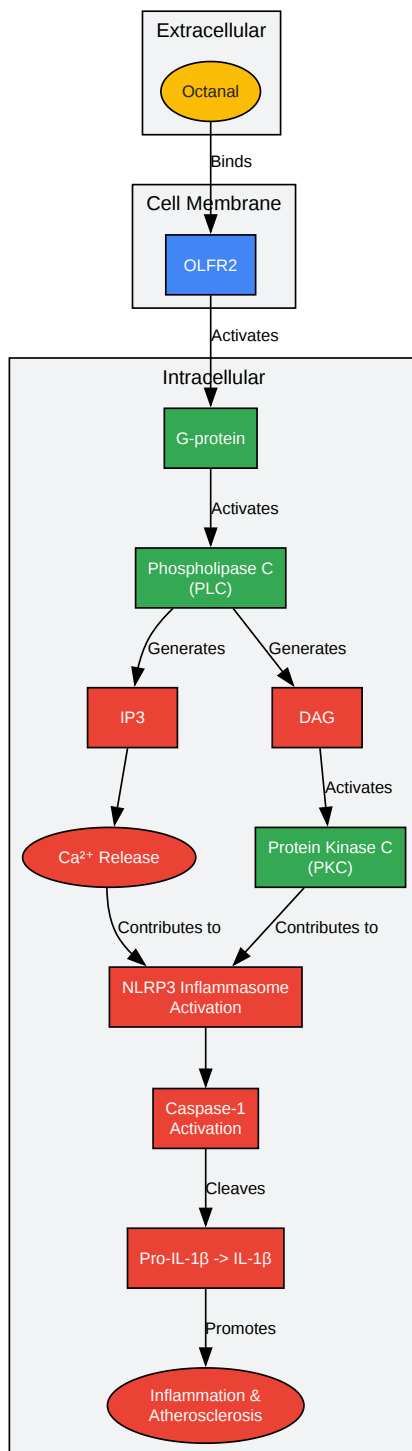 Extracellular
Octanal
Binds
Cell Membrane
OLFR2
Activates
Intracellular
G-protein
Activates
Phospholipase C
(PLC)
Generates
Generates
IP3
DAG
Activates
Ca²⁺ Release
Protein Kinase C
(PKC)
Contributes to
Contributes to
NLRP3 Inflammasome
Activation
Caspase-1
Activation
Cleaves
Pro-IL-1β -> IL-1β
Promotes
Inflammation &
Atherosclerosis